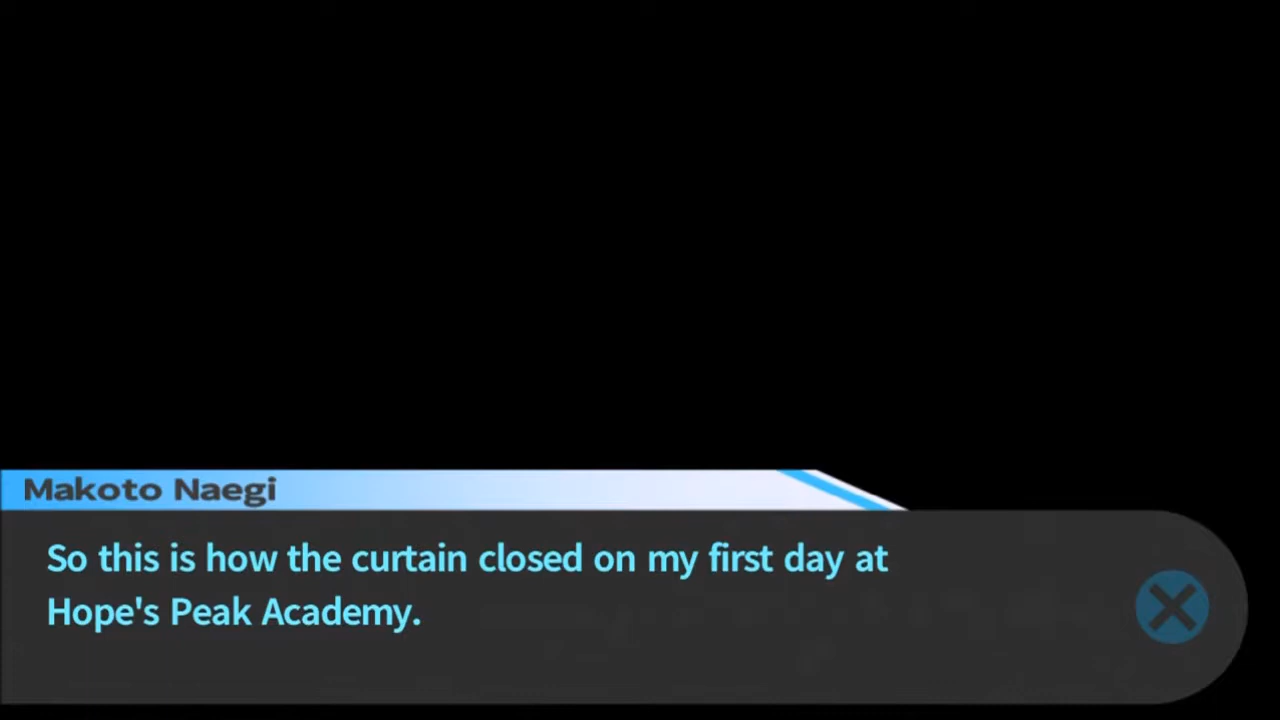 Makoto Naegi
So this is how the curtain closed on my first day at
Hope's Peak Academy.